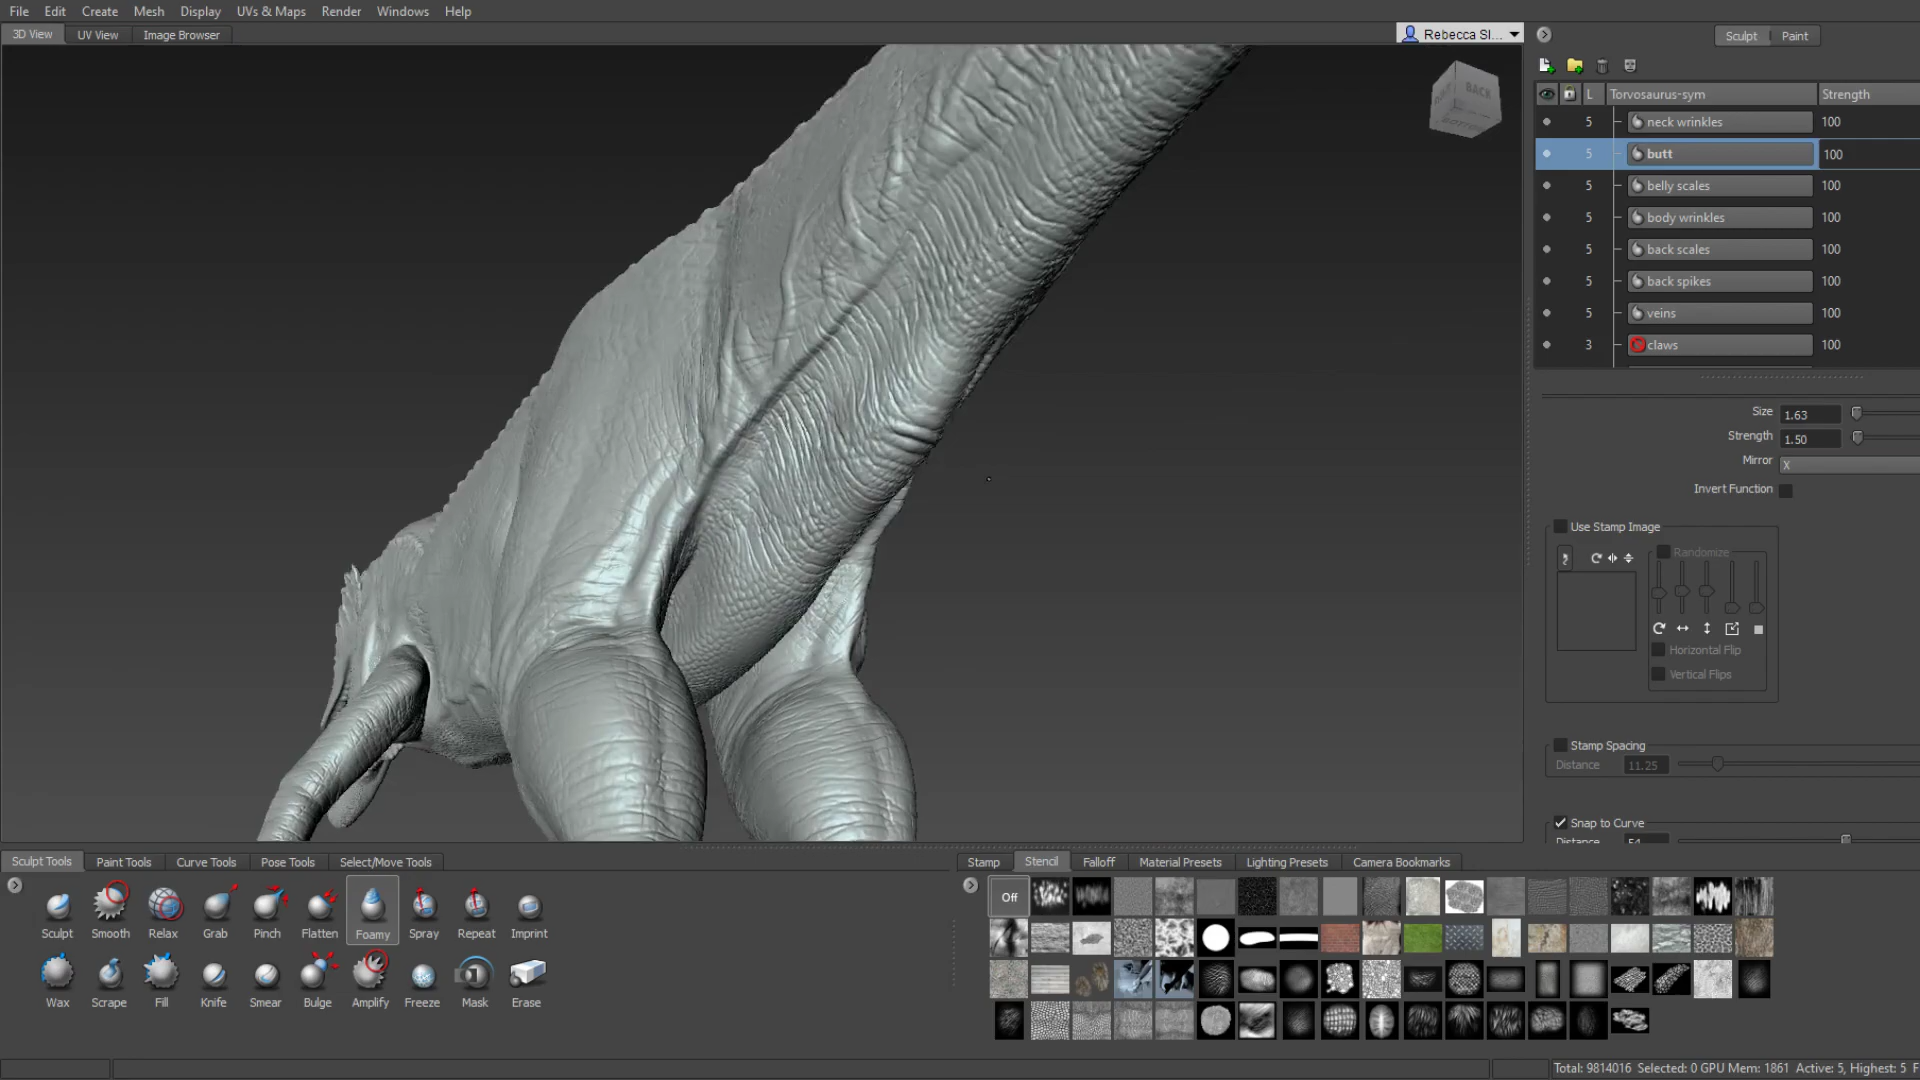 File Edit Create Mesh Display UVs & Maps Render Windows Help
3D View UV View Image Browser
Rebecca Sl...
Sculpt Paint
L Torvosaurus-sym Strength
5 neck wrinkles 100
5 butt 100
5 belly scales 100
5 body wrinkles 100
5 back scales 100
5 back spikes 100
5 veins 100
3 claws 100
BACK
BOTTOM
Size 1.63
Strength 1.50
Mirror X
Invert Function
Use Stamp Image
Randomize
Horizontal Flip
Vertical Flips
Stamp Spacing
Distance 11.25
Snap to Curve
Distance 54
Sculpt Tools Paint Tools Curve Tools Pose Tools Select/Move Tools
Sculpt Smooth Relax Grab Pinch Flatten Foamy Spray Repeat Imprint
Wax Scrape Fill Knife Smear Bulge Amplify Freeze Mask Erase
Stamp Stencil Falloff Material Presets Lighting Presets Camera Bookmarks
Off
Total: 9814016 Selected: 0 GPU Mem: 1861 Active: 5, Highest: 5 F